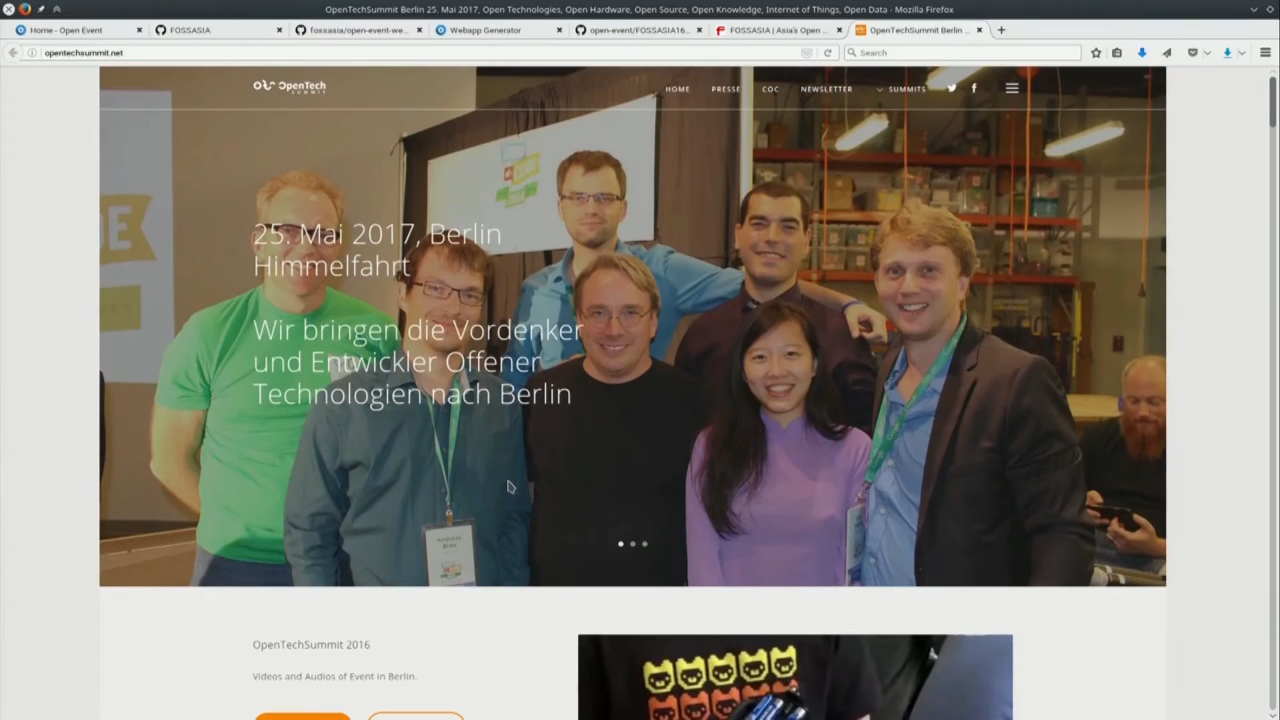 OpenTechSummit Berlin 25. Mai 2017, Open Technologies, Open Hardware, Open Source, Open Knowledge, Internet of Things, Open Data - Mozilla Firefox
Home - Open Event
FOSSASIA
fossasia/open-event-we...
Webapp Generator
open-event/FOSSASIA16...
FOSSASIA | Asia's Open ...
OpenTechSummit Berlin ...
opentechsummit.net
Search
OpenTech
SUMMIT
HOME
PRESSE
COC
NEWSLETTER
SUMMITS
25. Mai 2017, Berlin
Himmelfahrt
Wir bringen die Vordenker
und Entwickler Offener
Technologien nach Berlin
OpenTechSummit 2016
Videos and Audios of Event in Berlin.